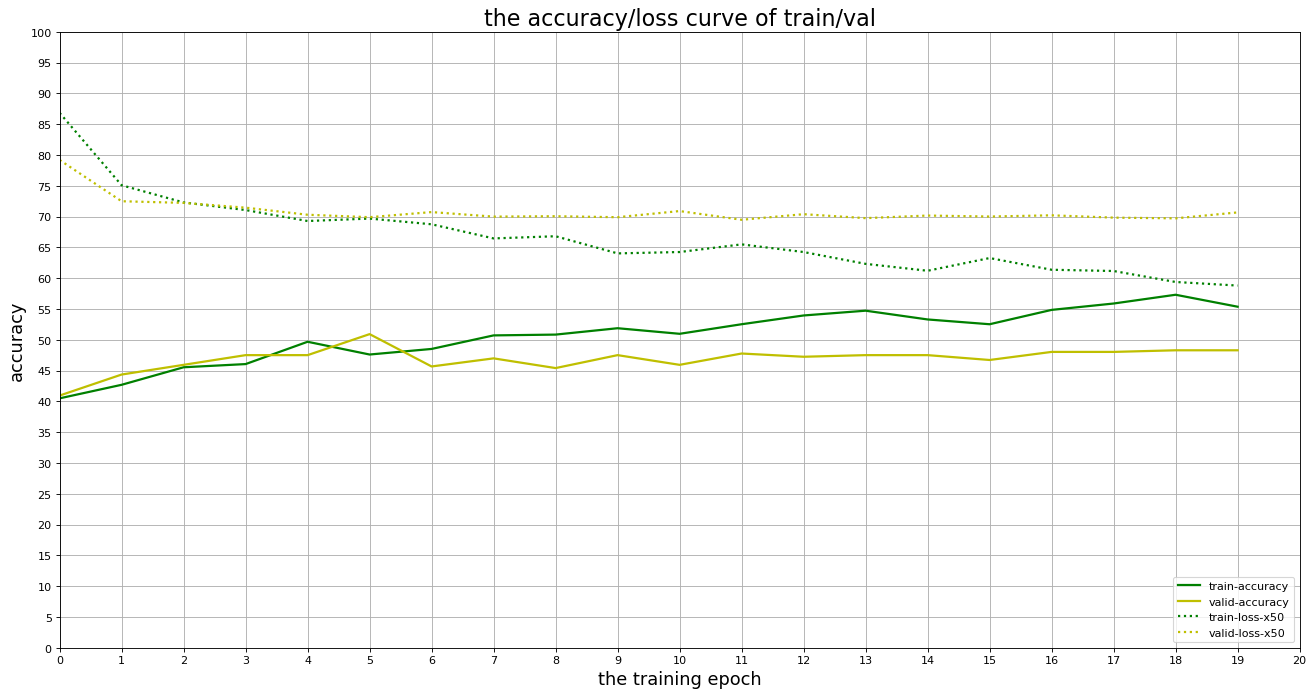 the accuracy/loss curve of train/val
100
95
90
85
80
75
70
65
60
55
50
45
40
35
30
25
20
15
10
5
0
accuracy
0 1 2 3 4 5 6 7 8 9 10 11 12 13 14 15 16 17 18 19 20
the training epoch
train-accuracy
valid-accuracy
train-loss-x50
valid-loss-x50